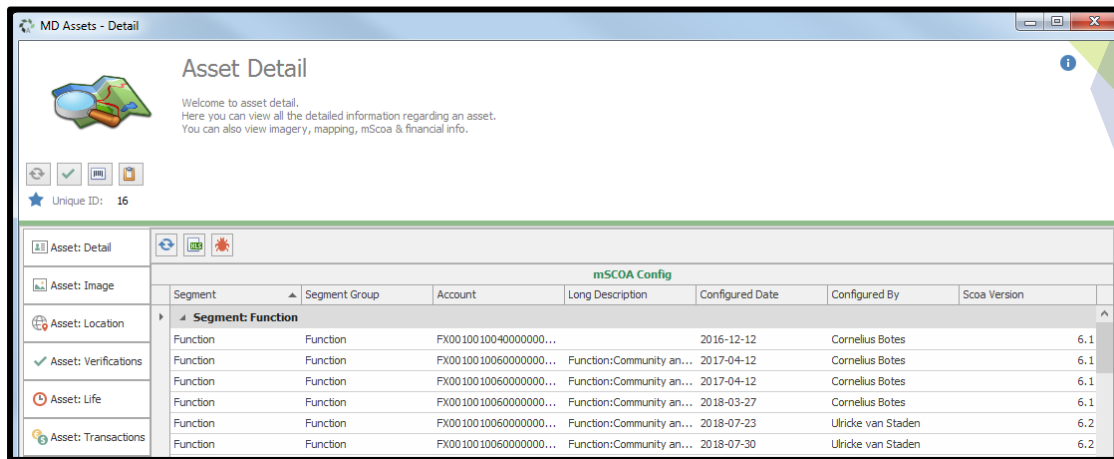 MD Assets - Detail
Asset Detail
Welcome to asset detail.
Here you can view all the detailed information regarding an asset.
You can also view imagery, mapping, mScoa & financial info.
Unique ID: 16
Asset: Detail
Asset: Image
Asset: Location
Asset: Verifications
Asset: Life
Asset: Transactions
XLS
mSCOA Config
Segment Segment Group Account Long Description Configured Date Configured By Scoa Version
Segment: Function
Function Function FX0010010040000000... 2016-12-12 Cornelius Botes 6.1
Function Function FX0010010060000000... Function:Community an... 2017-04-12 Cornelius Botes 6.1
Function Function FX0010010060000000... Function:Community an... 2017-04-12 Cornelius Botes 6.1
Function Function FX0010010060000000... Function:Community an... 2018-03-27 Cornelius Botes 6.1
Function Function FX0010010060000000... Function:Community an... 2018-07-23 Ulricke van Staden 6.2
Function Function FX0010010060000000... Function:Community an... 2018-07-30 Ulricke van Staden 6.2